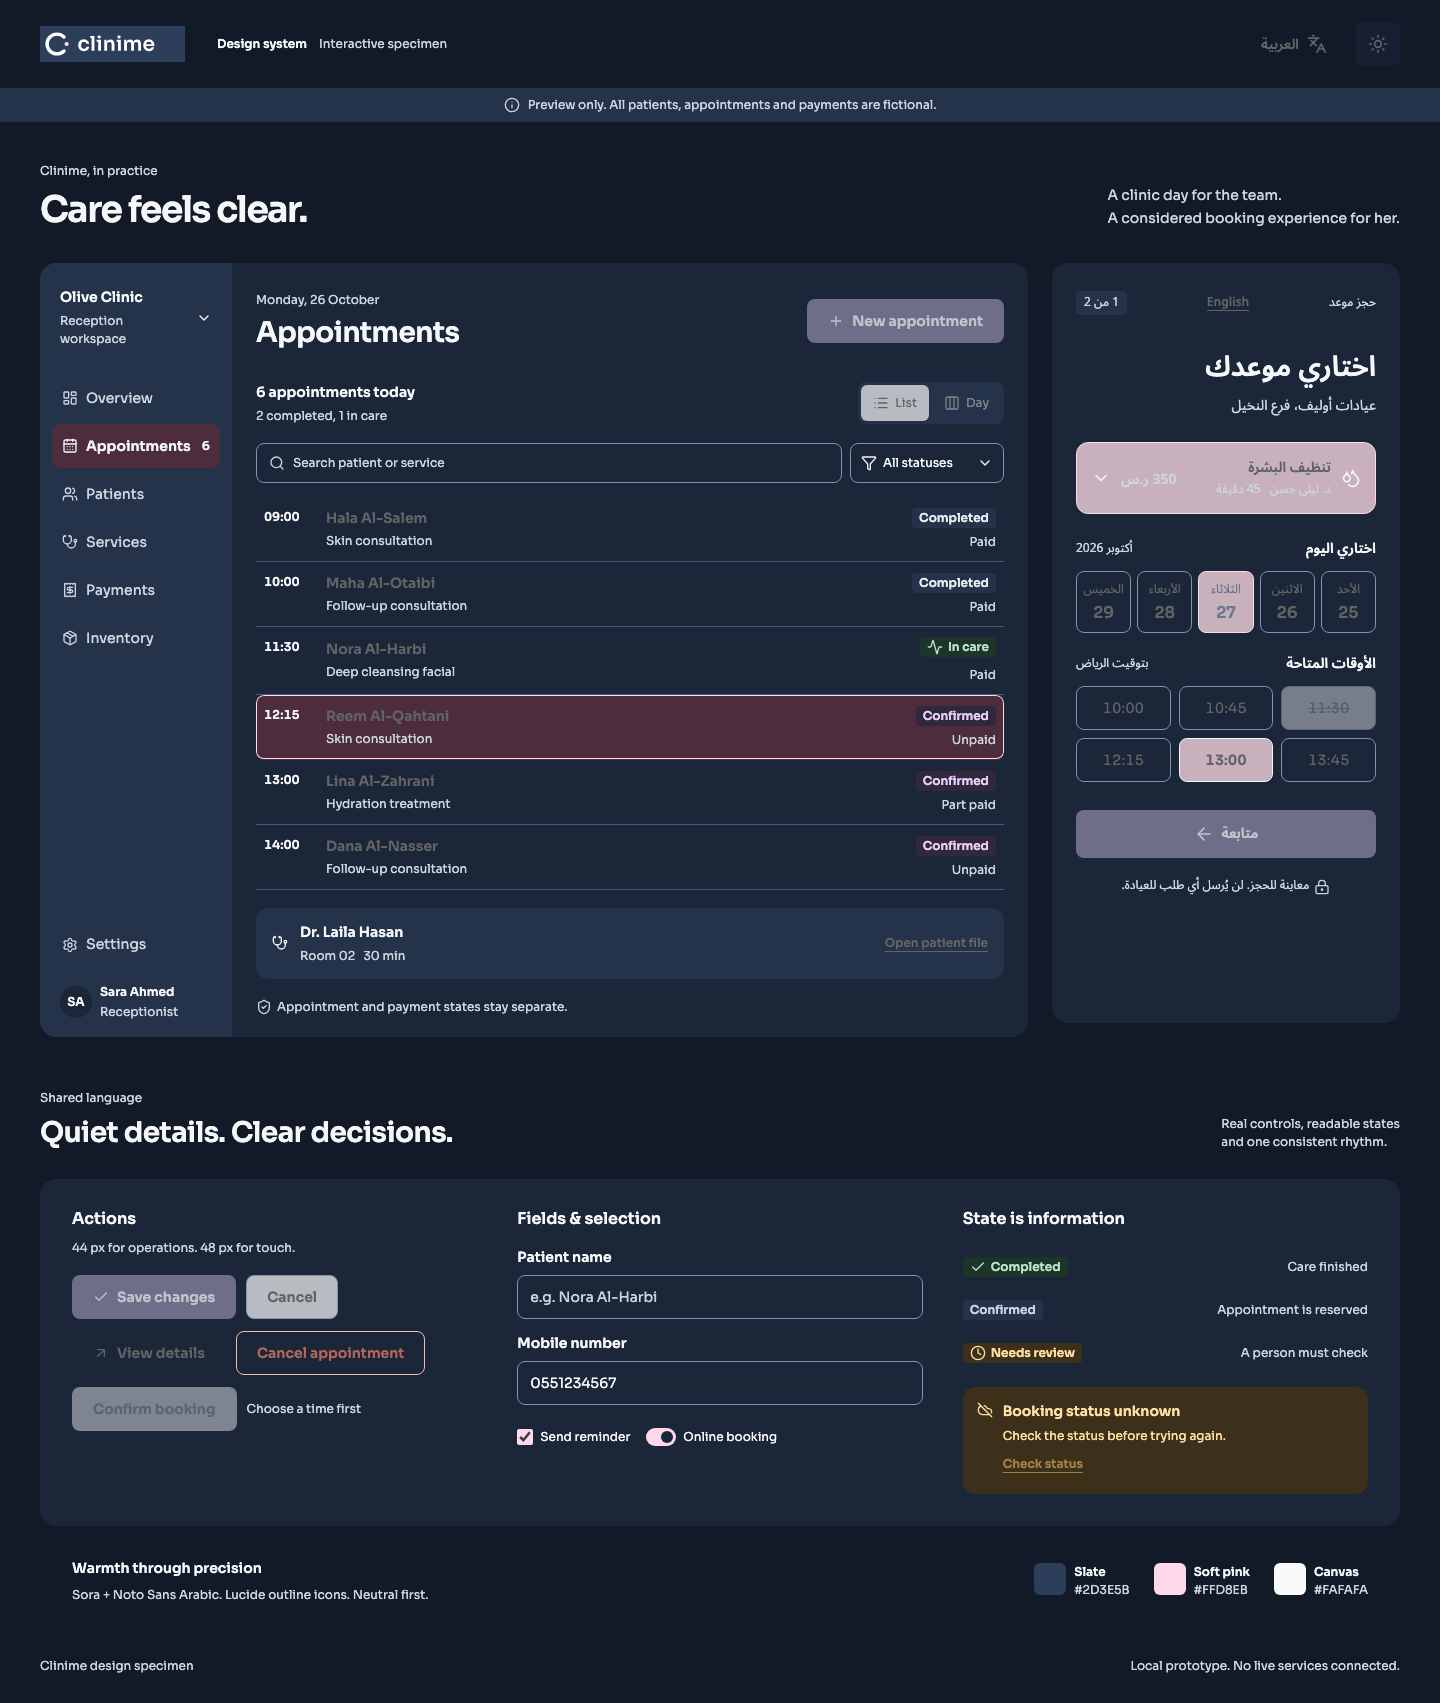 clinime
Design system
Interactive specimen
العربية
Preview only. All patients, appointments and payments are fictional.
Clinime, in practice
Care feels clear.
A clinic day for the team.
A considered booking experience for her.
Olive Clinic
Reception
workspace
Overview
Appointments 6
Patients
Services
Payments
Inventory
Settings
SA
Sara Ahmed
Receptionist
Monday, 26 October
Appointments
New appointment
6 appointments today
2 completed, 1 in care
List
Day
Search patient or service
All statuses
09:00 Hala Al-Salem Completed
Skin consultation Paid
10:00 Maha Al-Otaibi Completed
Follow-up consultation Paid
11:30 Nora Al-Harbi In care
Deep cleansing facial Paid
12:15 Reem Al-Qahtani Confirmed
Skin consultation Unpaid
13:00 Lina Al-Zahrani Confirmed
Hydration treatment Part paid
14:00 Dana Al-Nasser Confirmed
Follow-up consultation Unpaid
Dr. Laila Hasan
Room 02 30 min
Open patient file
Appointment and payment states stay separate.
حجز موعد
English
1 من 2
اختاري موعدك
عيادات أوليف، فرع النخيل
تنظيف البشرة
د. ليلى حسن 45 دقيقة
350 ر.س
اختاري اليوم
أكتوبر 2026
الأحد الاثنين الثلاثاء الأربعاء الخميس
25 26 27 28 29
الأوقات المتاحة
بتوقيت الرياض
10:00 10:45 11:30
12:15 13:00 13:45
متابعة
معاينة للحجز. لن يُرسل أي طلب للعيادة.
Shared language
Quiet details. Clear decisions.
Real controls, readable states
and one consistent rhythm.
Actions
44 px for operations. 48 px for touch.
Save changes
Cancel
View details
Cancel appointment
Confirm booking
Choose a time first
Fields & selection
Patient name
e.g. Nora Al-Harbi
Mobile number
0551234567
Send reminder
Online booking
State is information
Completed Care finished
Confirmed Appointment is reserved
Needs review A person must check
Booking status unknown
Check the status before trying again.
Check status
Warmth through precision
Sora + Noto Sans Arabic. Lucide outline icons. Neutral first.
Slate
#2D3E5B
Soft pink
#FFD8EB
Canvas
#FAFAFA
Clinime design specimen
Local prototype. No live services connected.